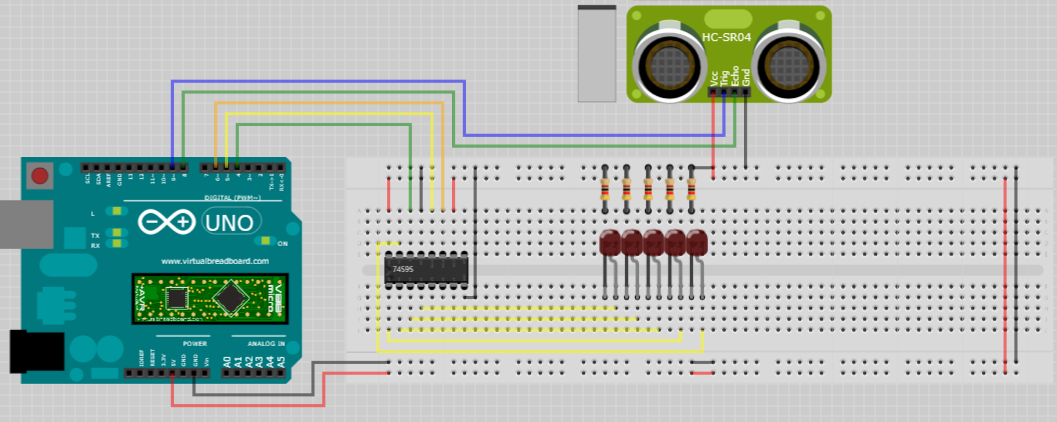 HC-SR04
Vcc
Trig
Echo
Gnd
SCL
SDA
AREF
GND
13
12
11~
10~
9~
8
7
6~
5~
4
3~
2
TX→1
RX←0
DIGITAL (PWM~)
L
TX
RX
UNO
ON
www.virtualbreadboard.com
74595
micro
POWER
ANALOG IN
IOREF
RESET
3.3V
5V
GND
GND
Vin
A0
A1
A2
A3
A4
A5